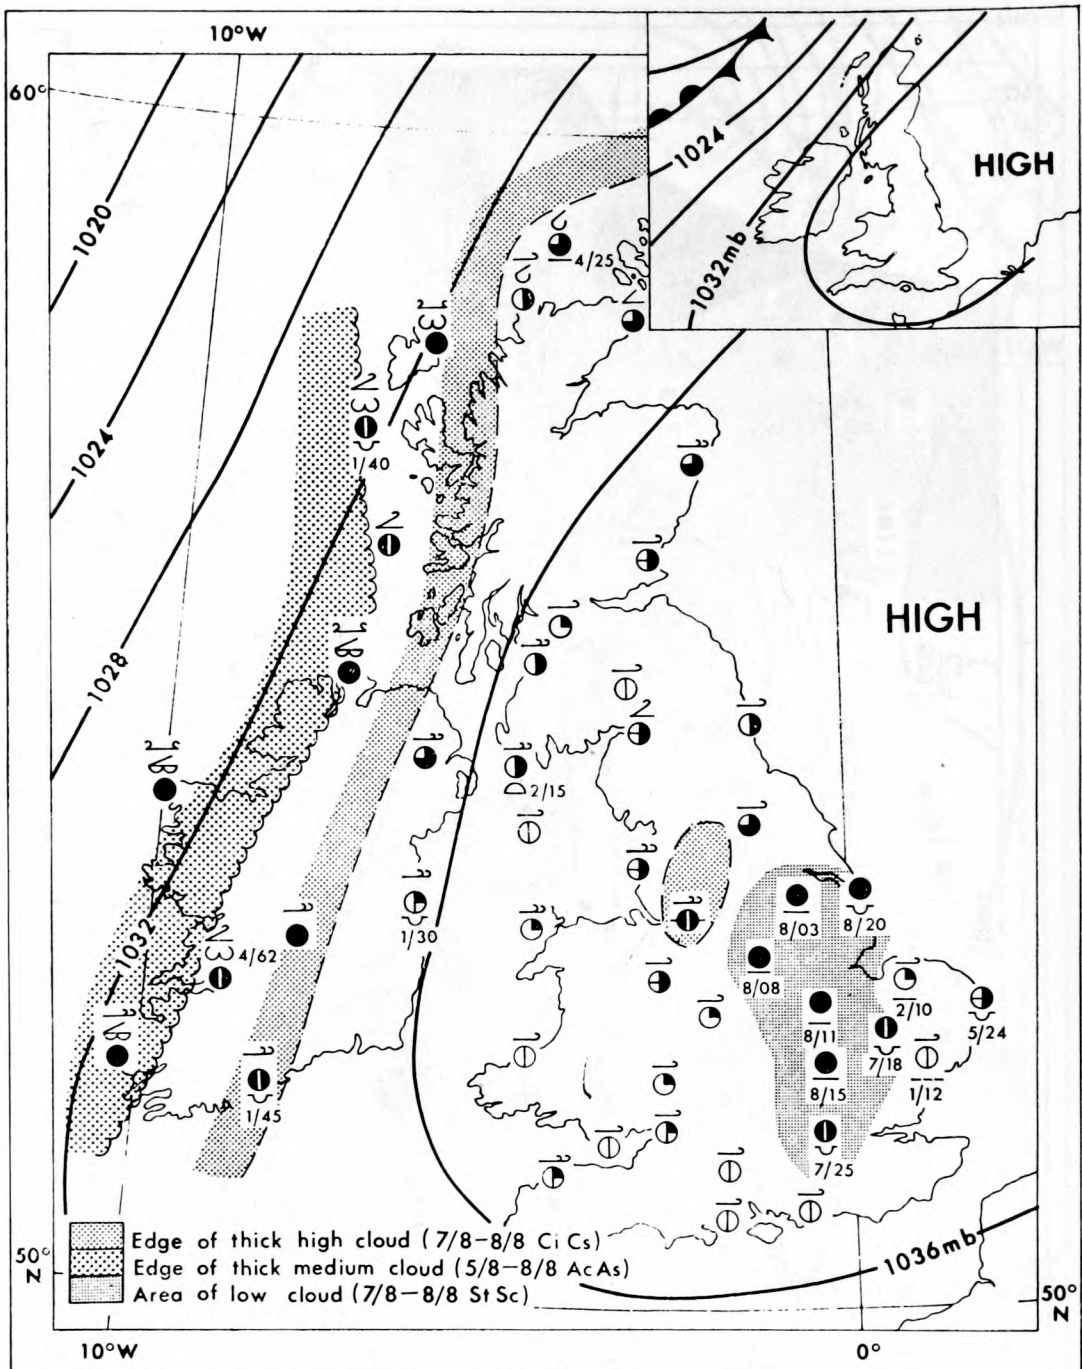 10°W
60°
1024
HIGH
1032mb
1020
4/25
1024
1/40
HIGH
1028
2/15
1/30
8/03
8/20
1032
4/62
8/08
2/10
5/24
8/11
7/18
8/15
1/12
1/45
7/25
Edge of thick high cloud (7/8–8/8 Ci Cs)
Edge of thick medium cloud (5/8–8/8 Ac As)
Area of low cloud (7/8–8/8 St Sc)
1036mb
50°
N
50°
N
10°W
0°